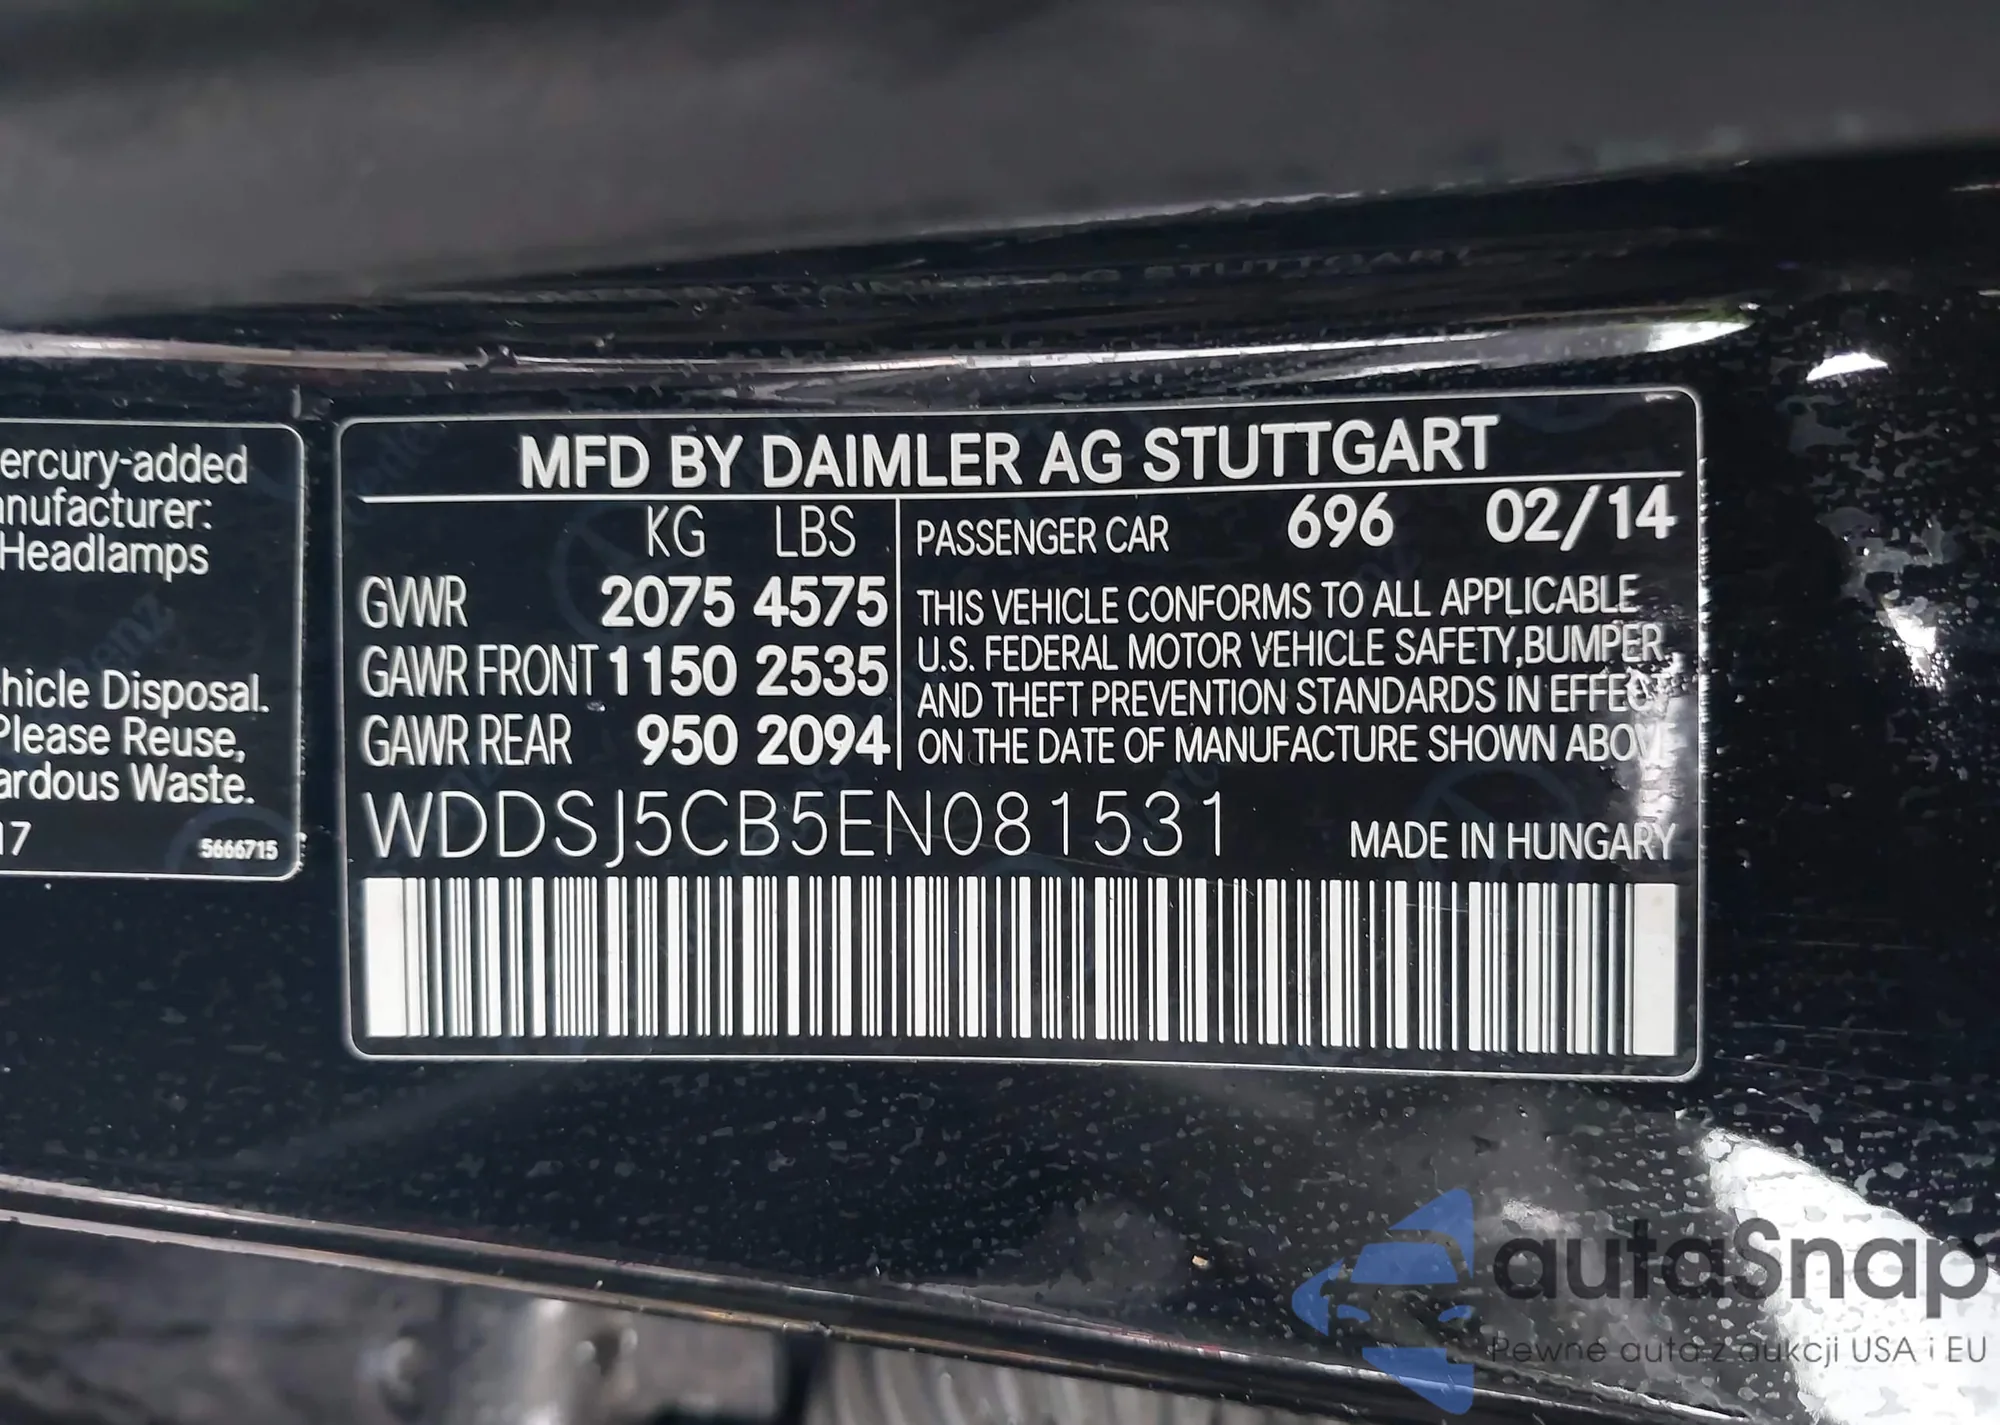 ercury-added
nufacturer:
Headlamps
hicle Disposal.
Please Reuse,
ardous Waste.
17
5666715
MFD BY DAIMLER AG STUTTGART
KG LBS
GVWR 2075 4575
GAWR FRONT 1150 2535
GAWR REAR 950 2094
PASSENGER CAR 696 02/14
THIS VEHICLE CONFORMS TO ALL APPLICABLE
U.S. FEDERAL MOTOR VEHICLE SAFETY,BUMPER,
AND THEFT PREVENTION STANDARDS IN EFFECT
ON THE DATE OF MANUFACTURE SHOWN ABOVE
WDDSJ5CB5EN081531
MADE IN HUNGARY
autaSnap
Pewne auta z aukcji USA i EU